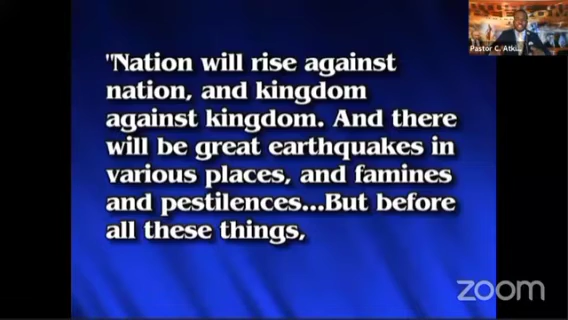 Pastor C. Atki...
"Nation will rise against
nation, and kingdom
against kingdom. And there
will be great earthquakes in
various places, and famines
and pestilences...But before
all these things,
zoom